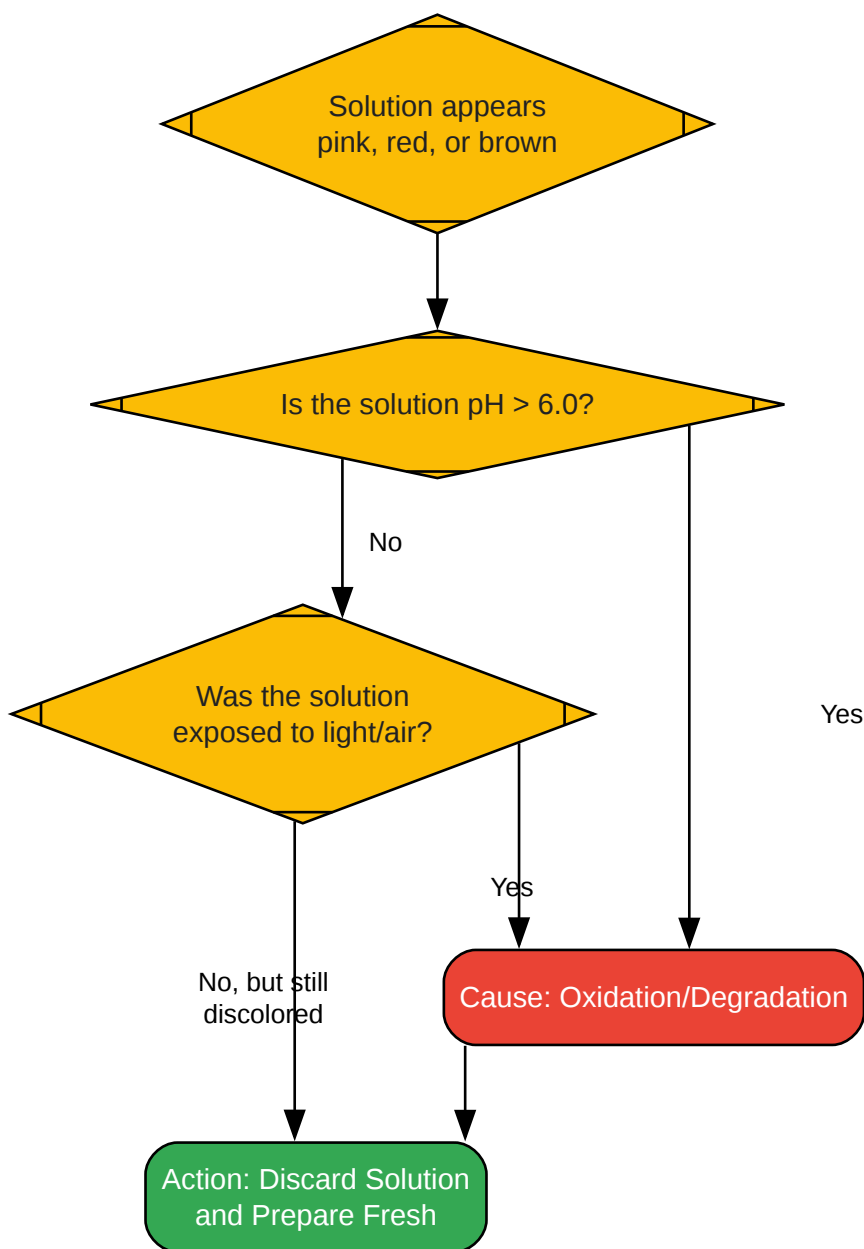 Solution appears
pink, red, or brown
Is the solution pH > 6.0?
No
Was the solution
exposed to light/air?
Yes
Yes
No, but still
discolored
Cause: Oxidation/Degradation
Action: Discard Solution
and Prepare Fresh